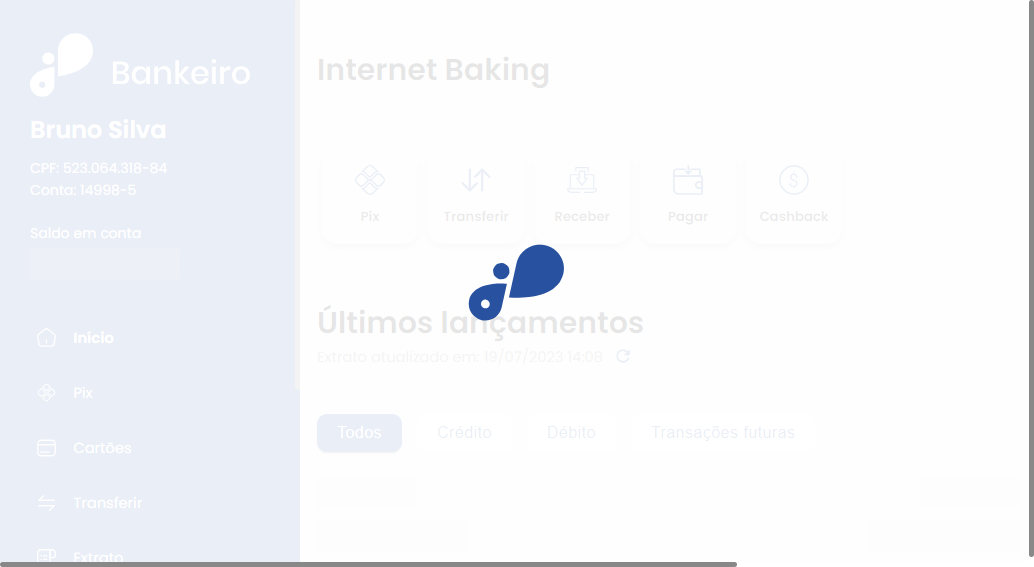 Bankeiro
Bruno Silva
CPF: 523.064.318-84
Conta: 14998-5
Saldo em conta
Início
Pix
Cartões
Transferir
Extrato
Internet Baking
Pix
Transferir
Receber
Pagar
Cashback
Últimos lançamentos
Extrato atualizado em: 19/07/2023 14:08
Todos
Crédito
Débito
Transações futuras